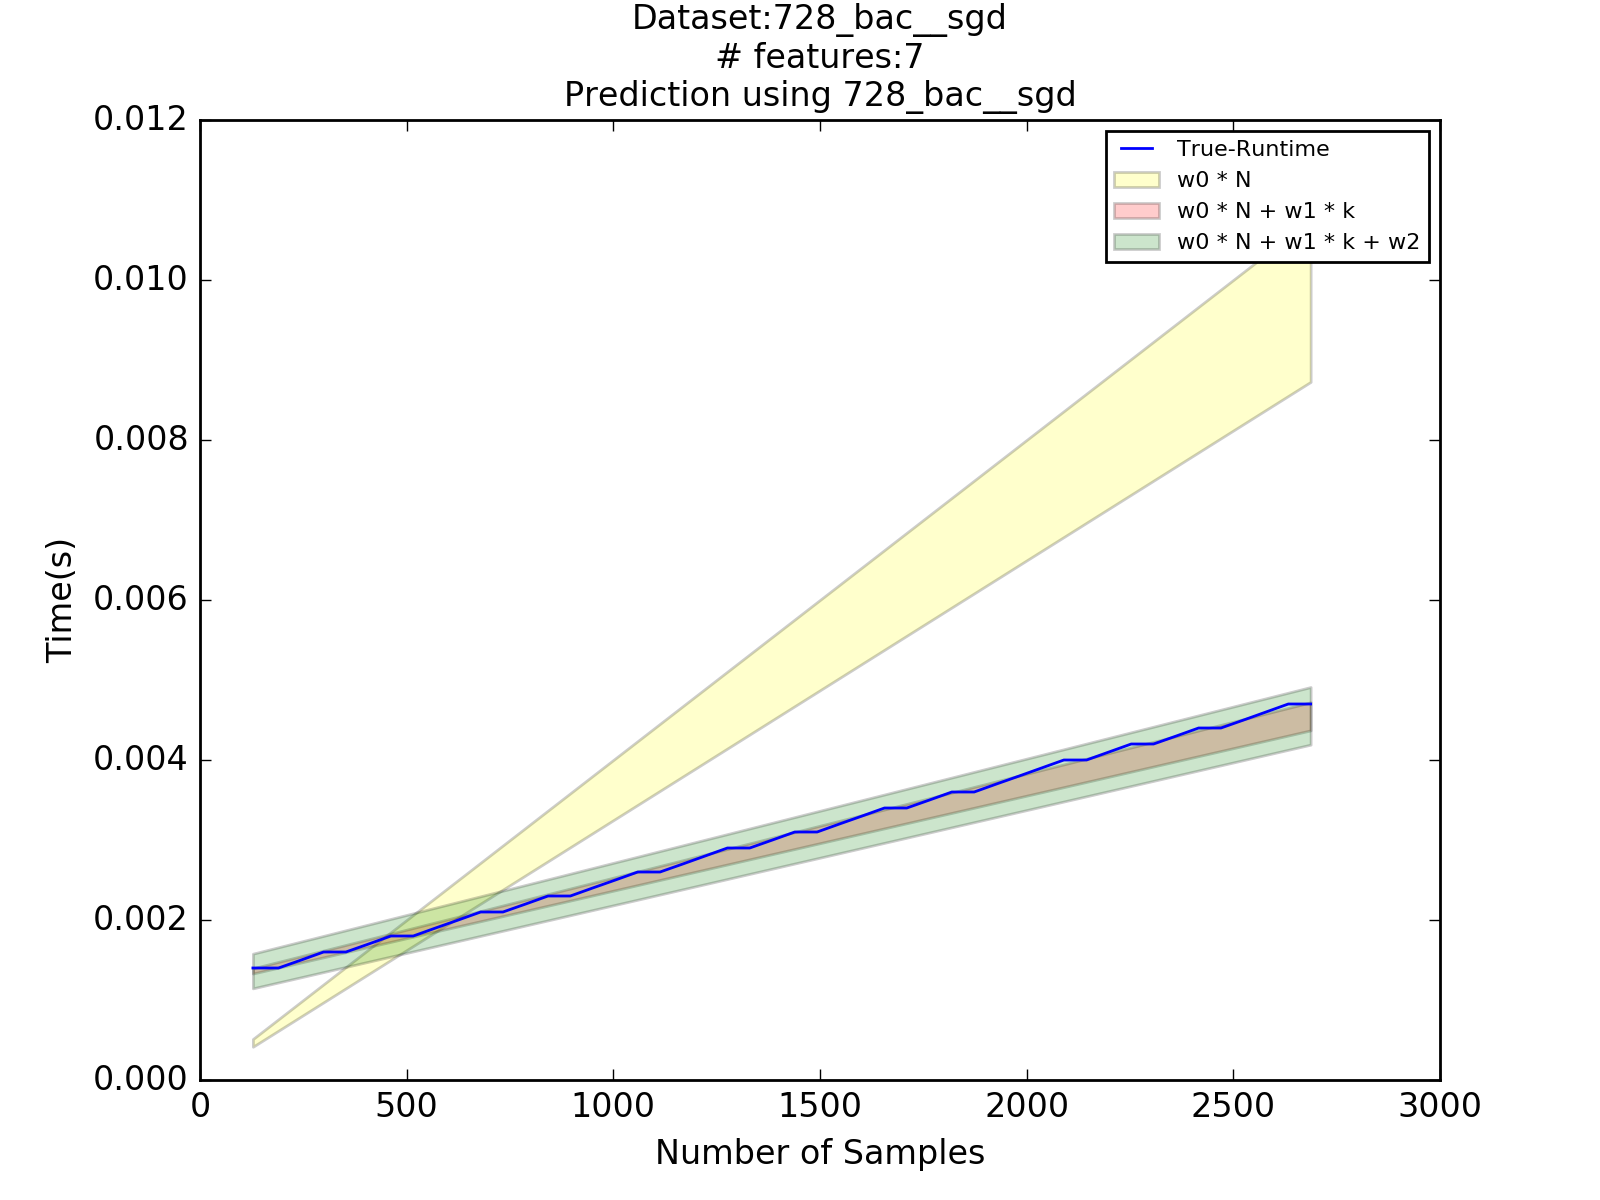 Dataset:728_bac__sgd
# features:7
Prediction using 728_bac__sgd
0.012
0.010
0.008
0.006
0.004
0.002
0.000
Time(s)
True-Runtime
w0 * N
w0 * N + w1 * k
w0 * N + w1 * k + w2
0 500 1000 1500 2000 2500 3000
Number of Samples